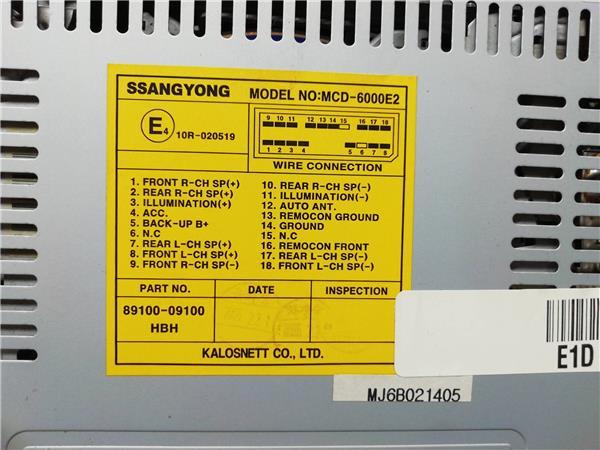 SSANGYONG MODEL NO:MCD-6000E2
E4 10R-020519
9 10 11 12 13 14 15 16 17 18
1 2 3 4 5 6 7 8
WIRE CONNECTION
1. FRONT R-CH SP(+)
2. REAR R-CH SP(+)
3. ILLUMINATION(+)
4. ACC.
5. BACK-UP B+
6. N.C
7. REAR L-CH SP(+)
8. FRONT L-CH SP(+)
9. FRONT R-CH SP(-)
10. REAR R-CH SP(-)
11. ILLUMINATION(-)
12. AUTO ANT.
13. REMOCON GROUND
14. GROUND
15. N.C
16. REMOCON FRONT
17. REAR L-CH SP(-)
18. FRONT L-CH SP(-)
PART NO. DATE INSPECTION
89100-09100
HBH
KALOSNETT CO., LTD.
E1D
MJ6B021405